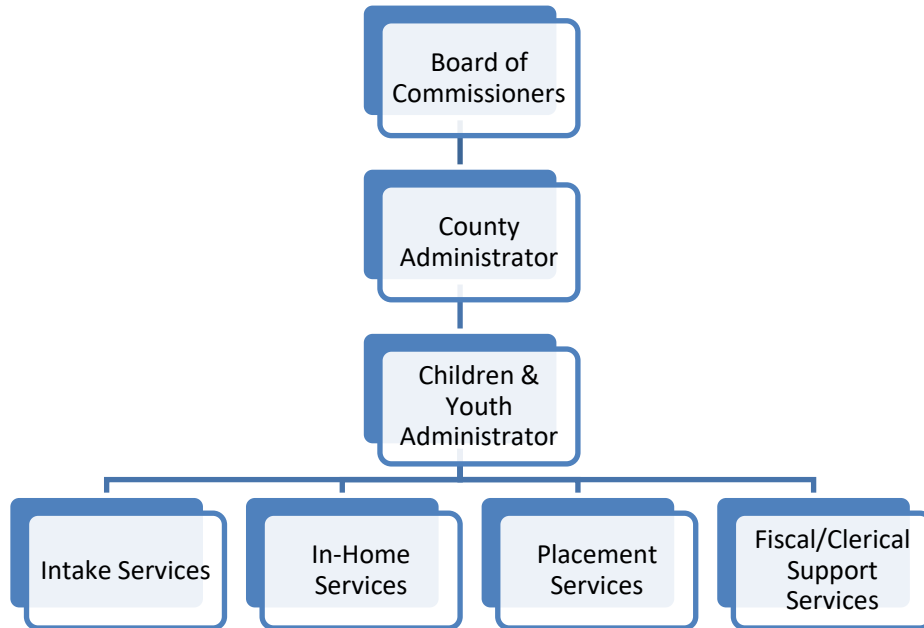 Board of
Commissioners
County
Administrator
Children &
Youth
Administrator
Intake Services
In-Home
Services
Placement
Services
Fiscal/Clerical
Support
Services